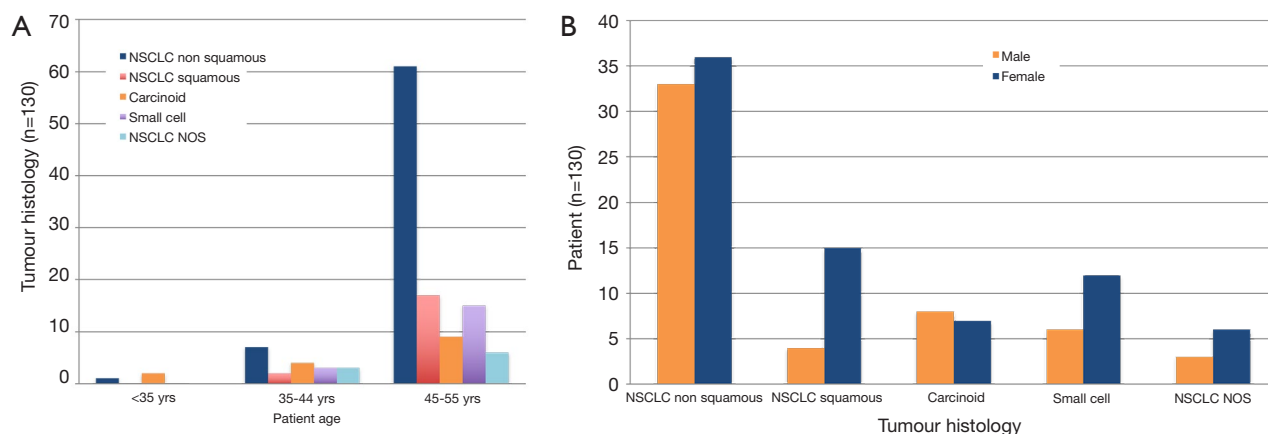 A
Tumour histology (n=130)
70
60
50
40
30
20
10
0
NSCLC non squamous
NSCLC squamous
Carcinoid
Small cell
NSCLC NOS
<35 yrs
35-44 yrs
45-55 yrs
Patient age
B
Patient (n=130)
40
35
30
25
20
15
10
5
0
Male
Female
NSCLC non squamous
NSCLC squamous
Carcinoid
Small cell
NSCLC NOS
Tumour histology